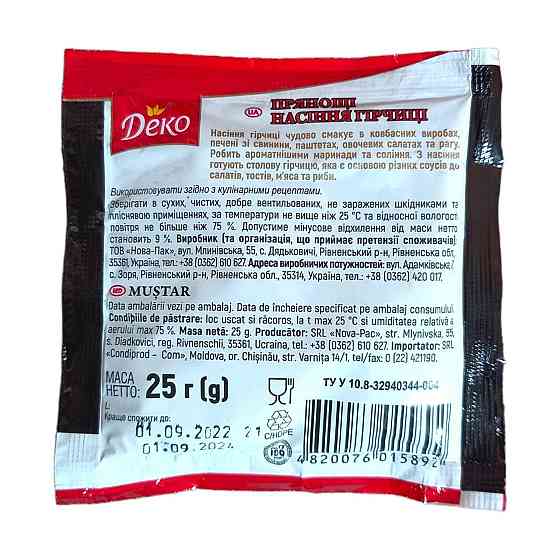 Деко
UA ПРЯНОЩІ
НАСІННЯ ГІРЧИЦІ
Насіння гірчиці чудово смакує в ковбасних виробах,
печені зі свинини, паштетах, овочевих салатах та рагу.
Робить ароматнішими маринади та соління. З насіння
готують столову гірчицю, яка є основою різних соусів до
салатів, тостів, м'яса та риби.
Використовувати згідно з кулінарними рецептами.
Зберігати в сухих, чистих, добре вентильованих, не заражених шкідниками та
пліснявою приміщеннях, за температури не вище ніж 25 °С та відносної вологості
повітря не більше ніж 75 %. Допустиме мінусове відхилення від маси нетто
становить 9 %. Виробник (та організація, що приймає претензії споживачів):
ТОВ «Нова-Пак», вул. Млинівська, 55, с. Дядьковичі, Рівненський р-н, Рівненська обл.,
35361, Україна, тел.: +38 (0362) 610 627. Адреса виробничих потужностей: вул. Адамківська,
с. Зоря, Рівненський р-н, Рівненська обл., 35314, Україна, тел.: +38 (0362) 420 017.
MD MUȘTAR
Data ambalării vezi pe ambalaj. Data de încheiere specificat pe ambalaj consumului.
Condițiile de păstrare: loc uscat si răcoros, la t max 25 °C si umiditatea relativă a
aerului max 75 %. Masa netă: 25 g. Producător: SRL «Nova-Pac», str. Mlynivska, 55,
s. Diadkovici, reg. Rivnenschii, 35361, Ucraina, tel.: +38 (0362) 610 627. Importator: SRL
«Condiprod - Com», Moldova, or. Chișinău, str. Varnița 14/1, tel/fax: 0 (22) 421190.
МАСА
НЕТТО: 25 г (g)
ТУ У 10.8-32940344-004
L:
Краще спожити до:
01.09.2022 21
01.09.2024
C/HDPE
4820076015892